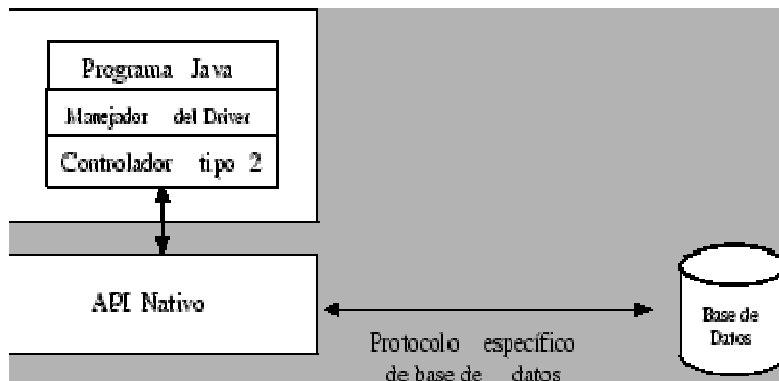 Programa Java
Manejador del Driver
Controlador tipo 2
API Nativo
Protocolo específico
de base de datos
Base de
Datos